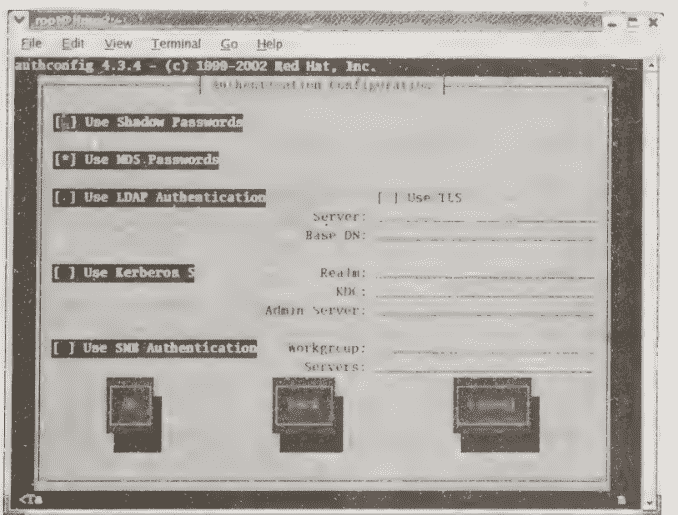 File Edit View Terminal Go Help
authconfig 4.3.4 - (c) 1999-2002 Red Hat, Inc.
Authentication Configuration
Use Shadow Passwords
[*] Use MD5 Passwords
[ ] Use LDAP Authentication [ ] Use TLS
Server:
Base DN:
[ ] Use Kerberos 5 Realm:
KDC:
Admin Server:
[ ] Use SMB Authentication Workgroup:
Servers: